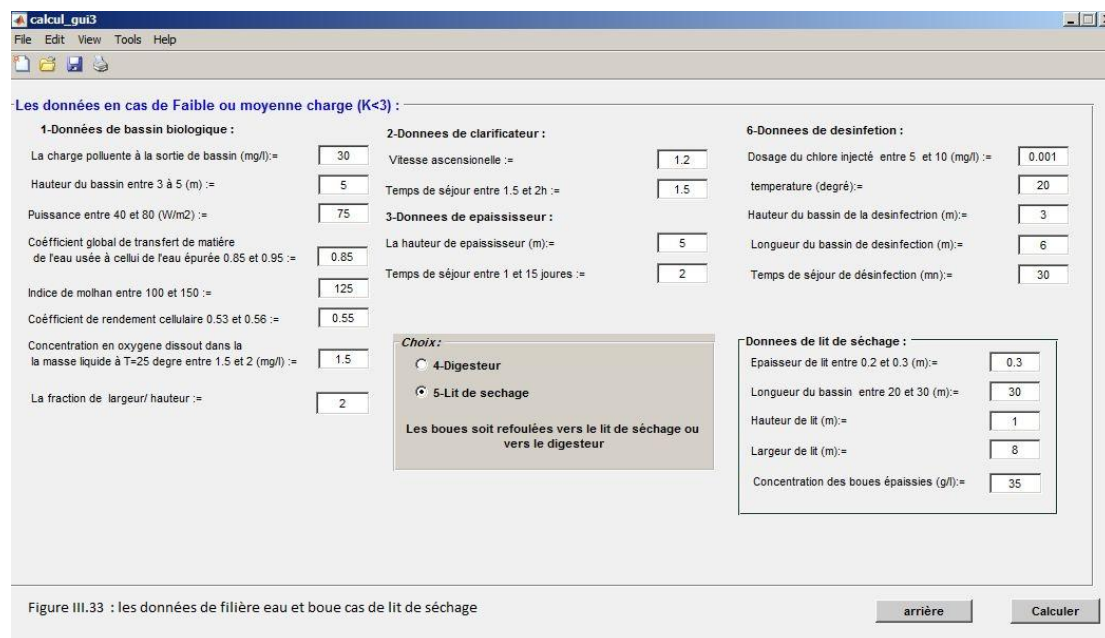 calcul_gui3
File Edit View Tools Help
Les données en cas de Faible ou moyenne charge (K<3) :
1-Données de bassin biologique :
La charge polluente à la sortie de bassin (mg/l):= 30
Hauteur du bassin entre 3 à 5 (m) := 5
Puissance entre 40 et 80 (W/m2) := 75
Coéfficient global de transfert de matiére
de l'eau usée à cellui de l'eau épurée 0.85 et 0.95 := 0.85
Indice de molhan entre 100 et 150 := 125
Coéfficient de rendement cellulaire 0.53 et 0.56 := 0.55
Concentration en oxygene dissout dans la
la masse liquide à T=25 degre entre 1.5 et 2 (mg/l) := 1.5
La fraction de largeur/ hauteur := 2
2-Donnees de clarificateur :
Vitesse ascensionelle := 1.2
Temps de séjour entre 1.5 et 2h := 1.5
3-Donnees de epaississeur :
La hauteur de epaississeur (m):= 5
Temps de séjour entre 1 et 15 joures := 2
Choix:
4-Digesteur
5-Lit de sechage
Les boues soit refoulées vers le lit de séchage ou
vers le digesteur
6-Donnees de desinfetion :
Dosage du chlore injecté entre 5 et 10 (mg/l) := 0.001
temperature (degré):= 20
Hauteur du bassin de la desinfectrion (m):= 3
Longueur du bassin de desinfection (m):= 6
Temps de séjour de désinfection (mn):= 30
Donnees de lit de séchage :
Epaisseur de lit entre 0.2 et 0.3 (m):= 0.3
Longueur du bassin entre 20 et 30 (m):= 30
Hauteur de lit (m):= 1
Largeur de lit (m):= 8
Concentration des boues épaissies (g/l):= 35
Figure III.33 : les données de filière eau et boue cas de lit de séchage
arrière
Calculer